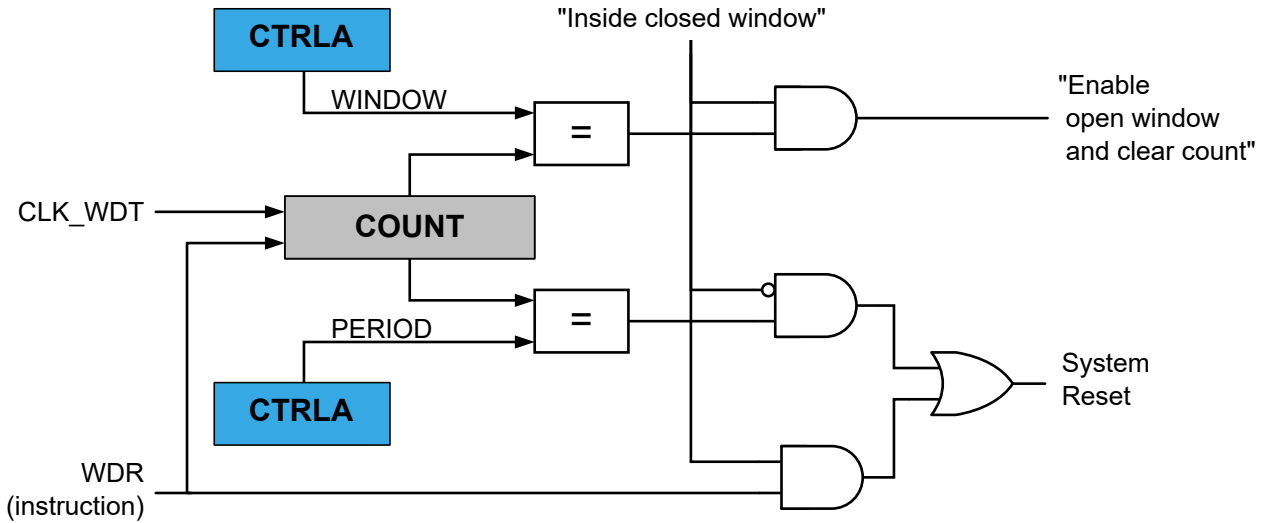 "Inside closed window"
CTRLA
WINDOW
=
"Enable
open window
and clear count"
CLK_WDT
COUNT
PERIOD
=
CTRLA
System
Reset
WDR
(instruction)